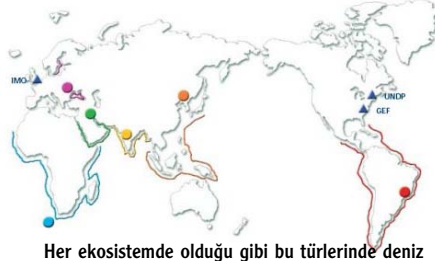 IMO
UNDP
GEF
Her ekosistemde olduğu gibi bu türlerinde deniz